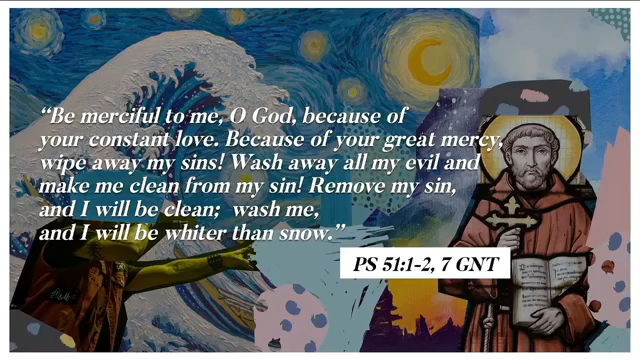 “Be merciful to me, O God, because of
your constant love. Because of your great mercy,
wipe away my sins! Wash away all my evil and
make me clean from my sin! Remove my sin,
and I will be clean; wash me,
and I will be whiter than snow.”
PS 51:1-2, 7 GNT